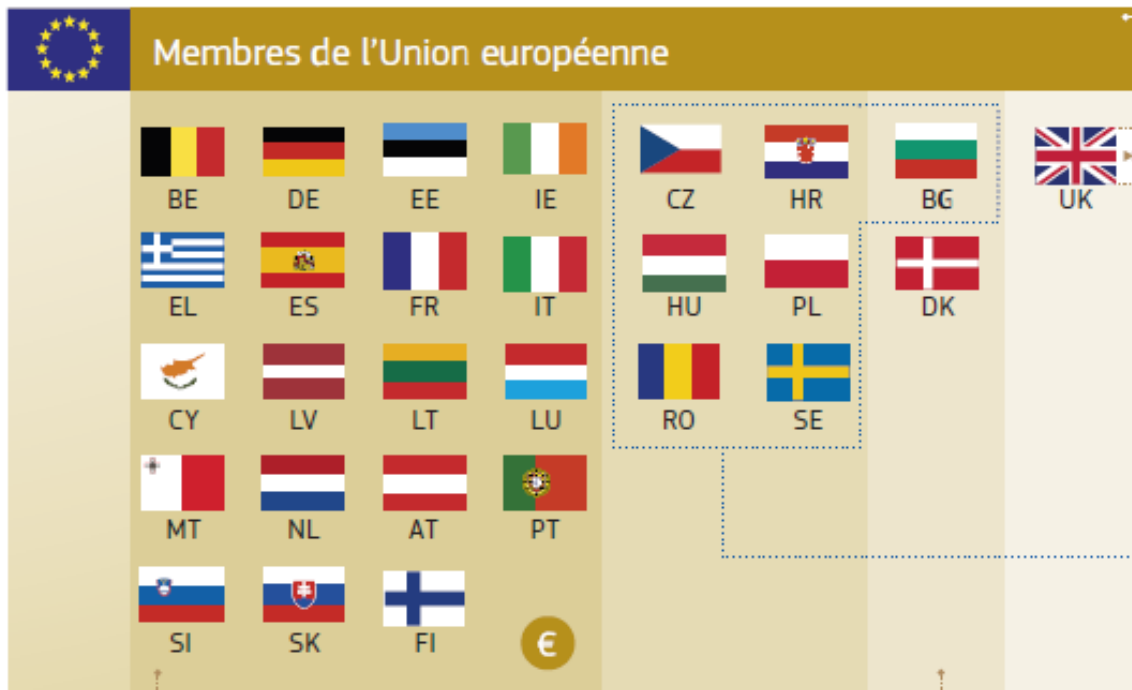 Membres de l'Union européenne
BE DE EE IE CZ HR BG UK
EL ES FR IT HU PL DK
CY LV LT LU RO SE
MT NL AT PT
SI SK FI €